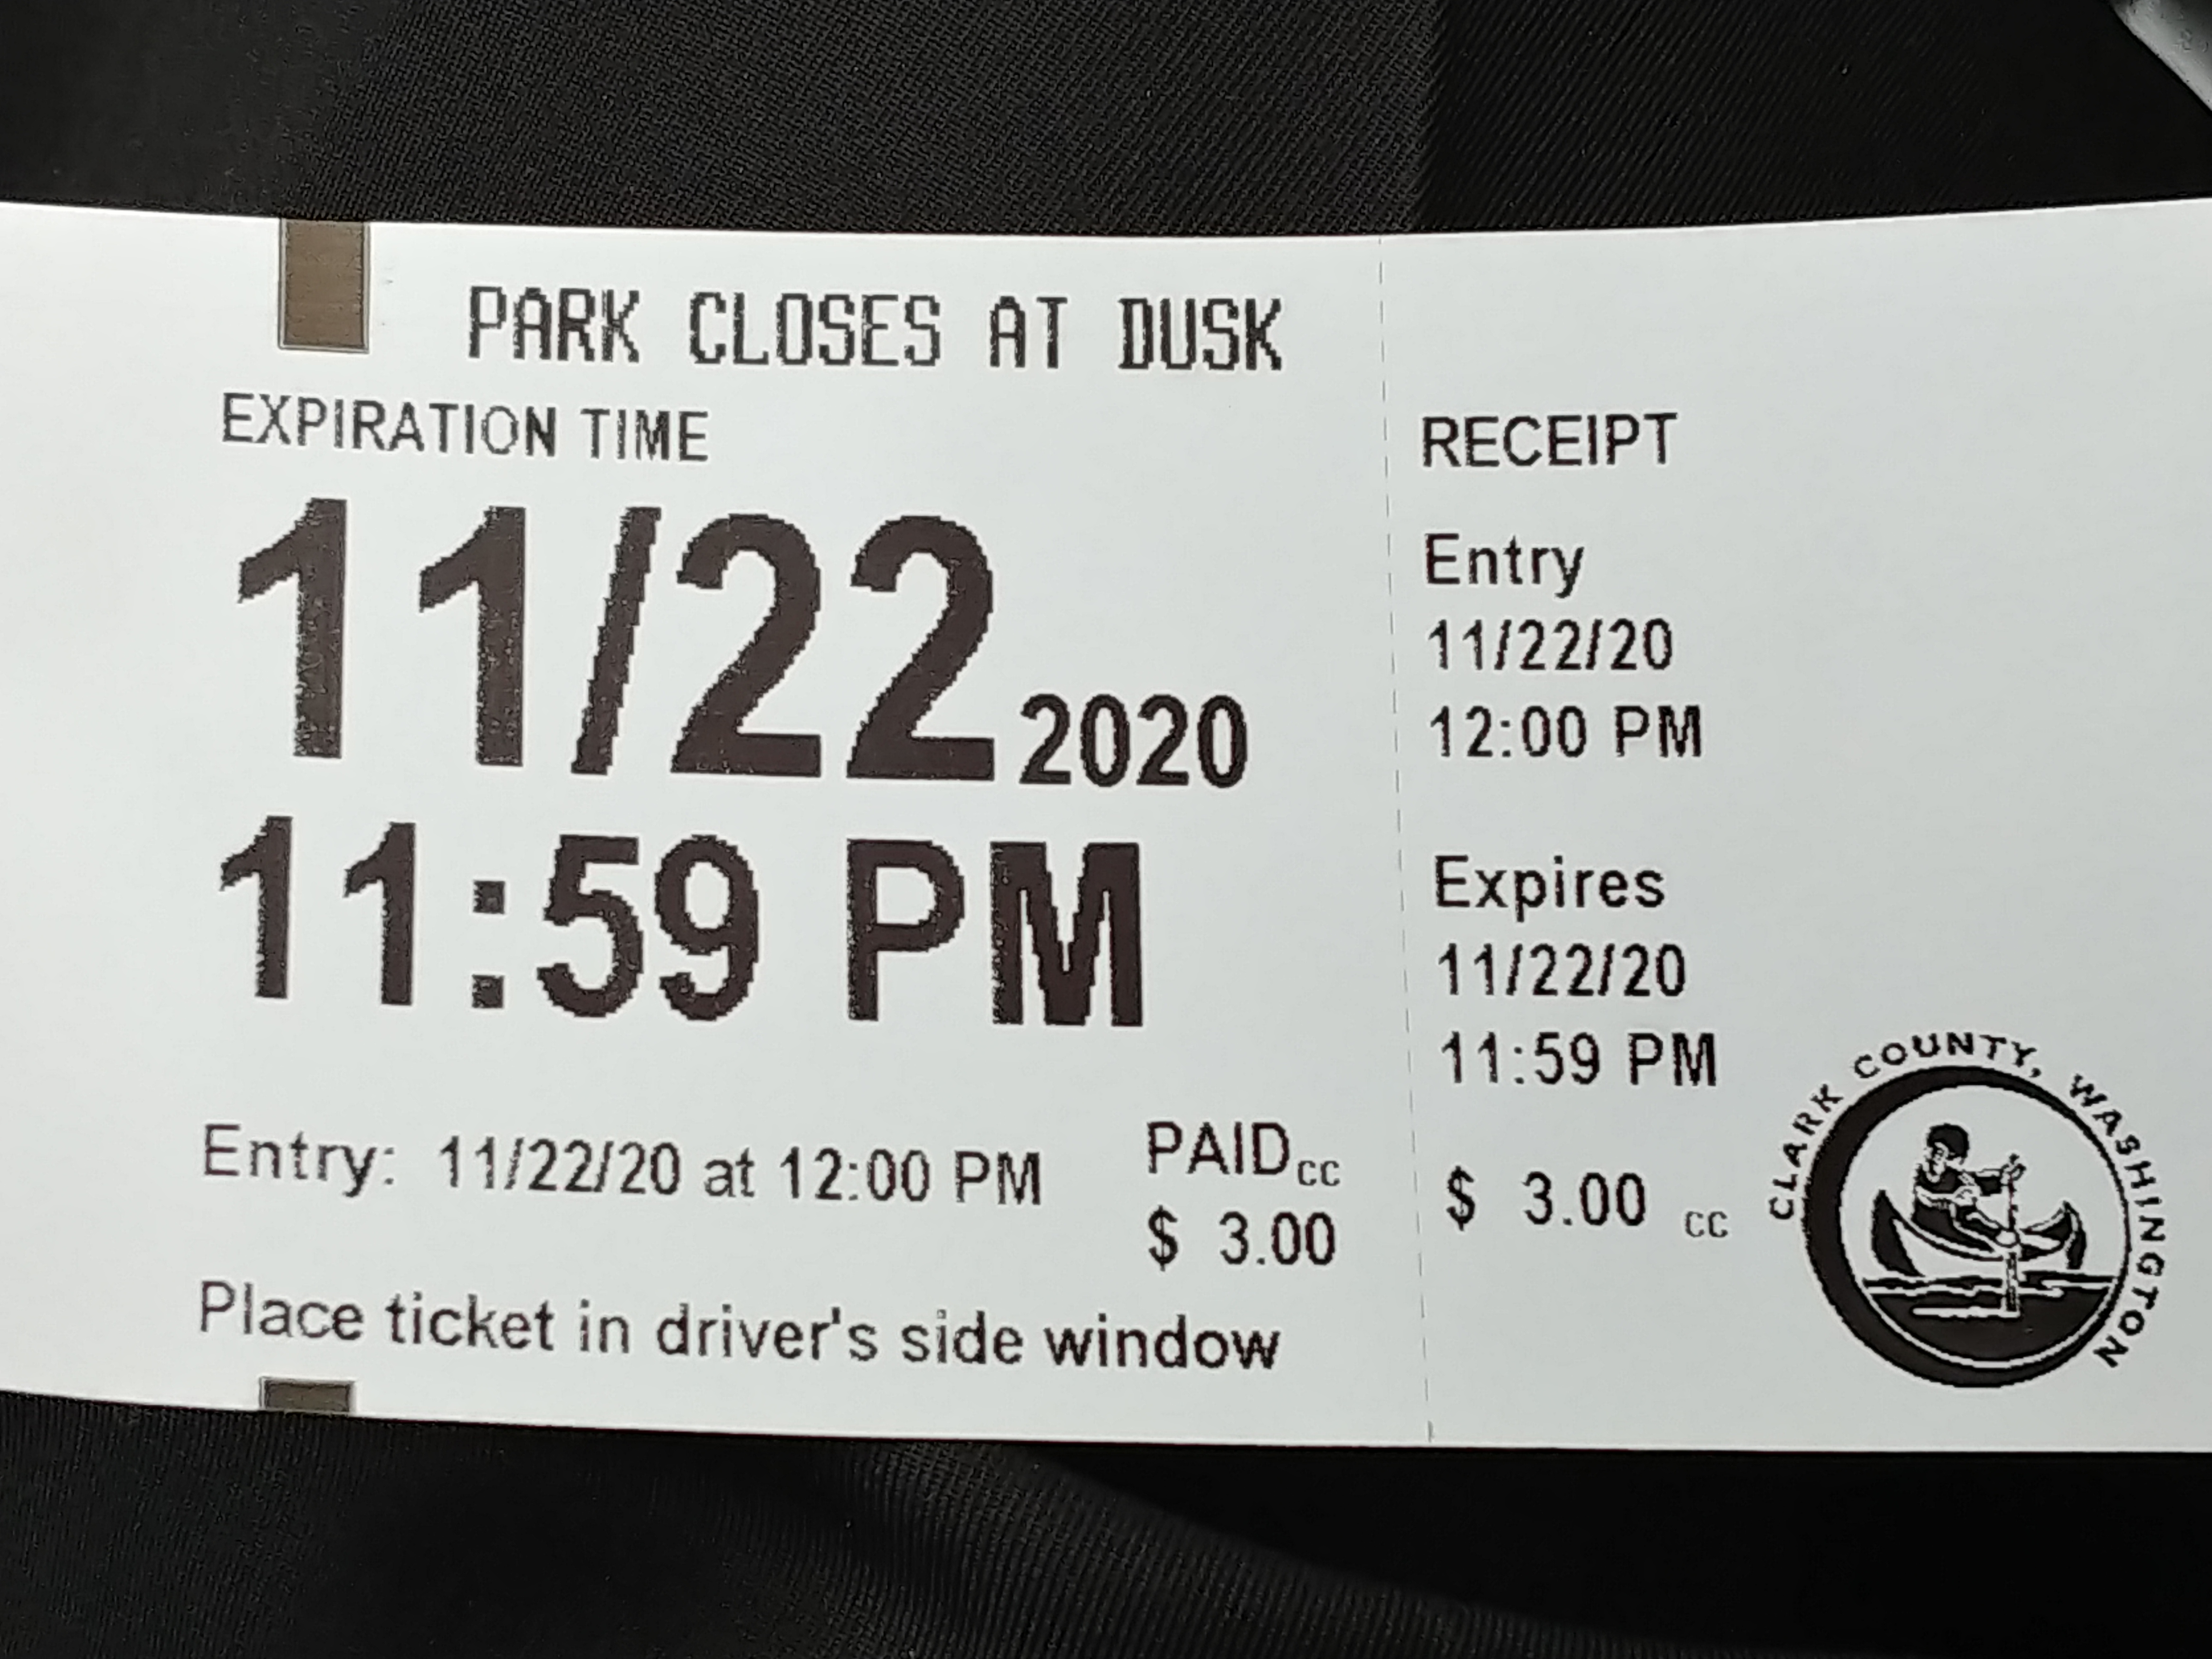 PARK CLOSES AT DUSK
EXPIRATION TIME
11/22 2020
11:59 PM
Entry: 11/22/20 at 12:00 PM
PAID cc
$ 3.00
Place ticket in driver's side window
RECEIPT
Entry
11/22/20
12:00 PM
Expires
11/22/20
11:59 PM
$ 3.00 cc
CLARK COUNTY, WASHINGTON